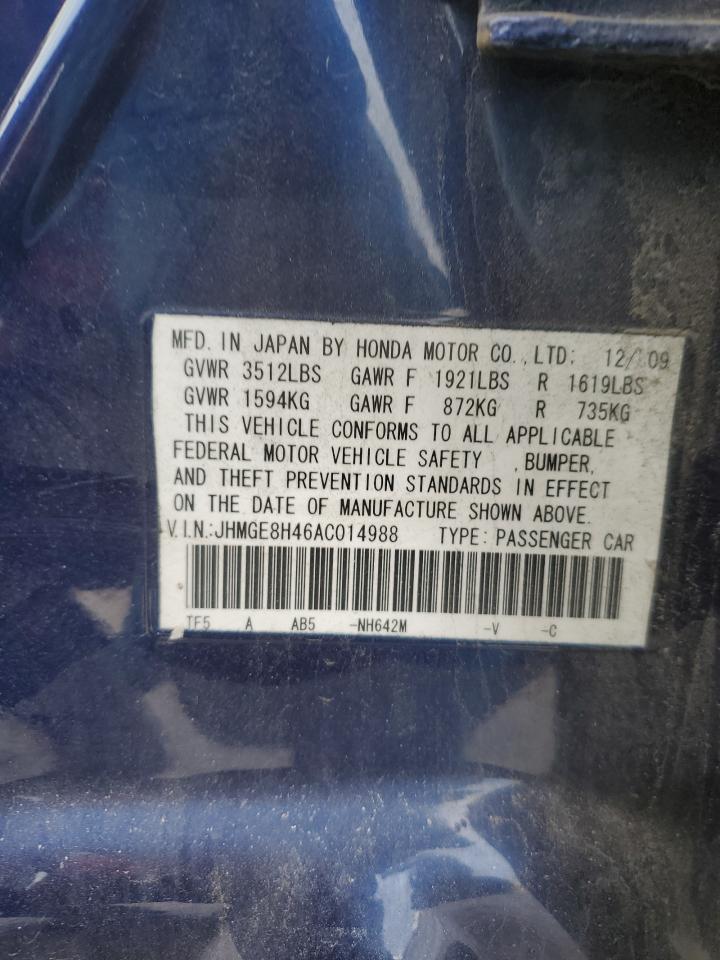 MFD. IN JAPAN BY HONDA MOTOR CO., LTD: 12/09
GVWR 3512LBS GAWR F 1921LBS R 1619LBS
GVWR 1594KG GAWR F 872KG R 735KG
THIS VEHICLE CONFORMS TO ALL APPLICABLE
FEDERAL MOTOR VEHICLE SAFETY , BUMPER,
AND THEFT PREVENTION STANDARDS IN EFFECT
ON THE DATE OF MANUFACTURE SHOWN ABOVE.
V.I.N.:JHMGE8H46AC014988 TYPE: PASSENGER CAR
TF5 A AB5 -NH642M -V -C